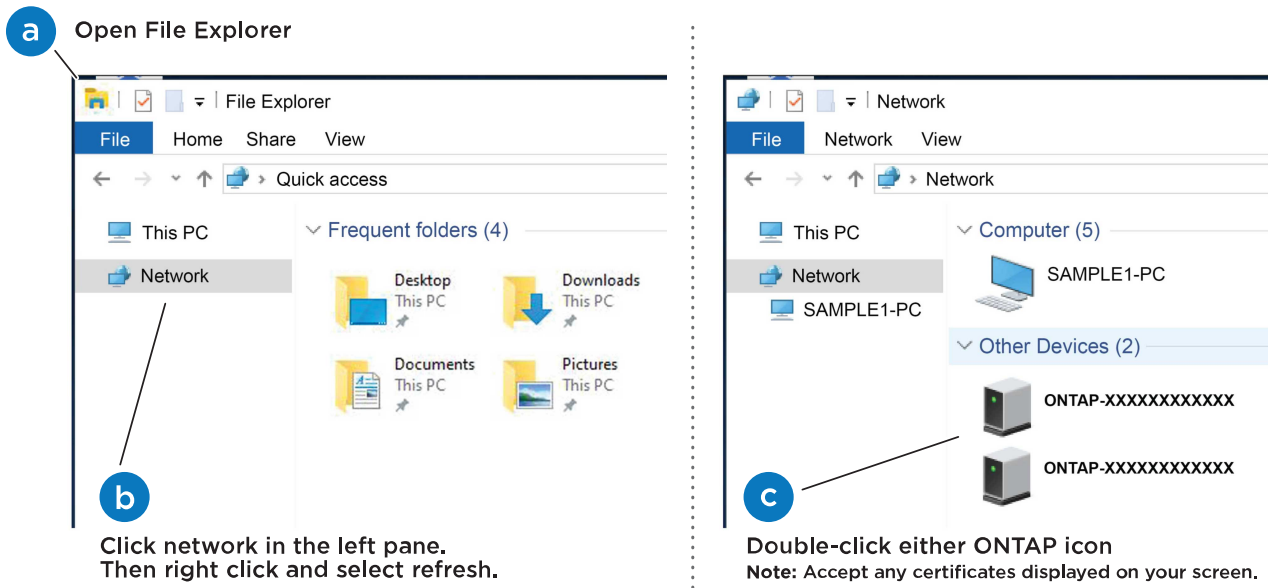 a Open File Explorer
File Explorer
File Home Share View
Quick access
This PC
Network
Frequent folders (4)
Desktop
This PC
Downloads
This PC
Documents
This PC
Pictures
This PC
b
Click network in the left pane.
Then right click and select refresh.
Network
File Network View
Network
This PC
Network
SAMPLE1-PC
Computer (5)
SAMPLE1-PC
Other Devices (2)
ONTAP-XXXXXXXXXXXX
ONTAP-XXXXXXXXXXXX
c
Double-click either ONTAP icon
Note: Accept any certificates displayed on your screen.